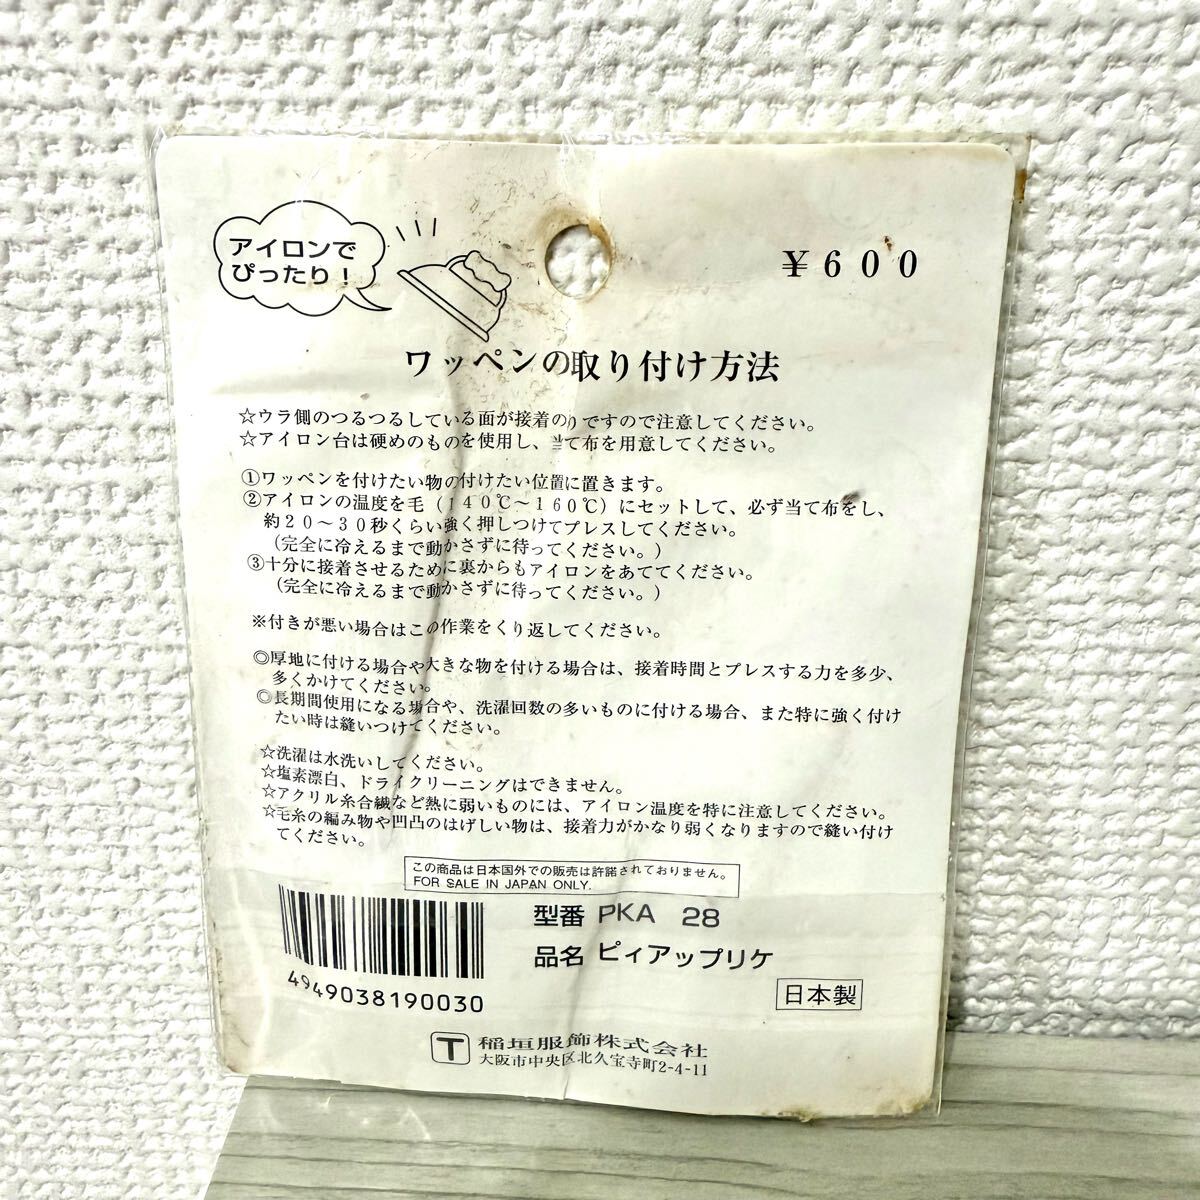 アイロンで
ぴったり！
￥600
ワッペンの取り付け方法
☆ウラ側のつるつるしている面が接着のりですので注意してください。
☆アイロン台は硬めのものを使用し、当て布を用意してください。
①ワッペンを付けたい物の付けたい位置に置きます。
②アイロンの温度を毛（140℃～160℃）にセットして、必ず当て布をし、
約20～30秒くらい強く押しつけてプレスしてください。
（完全に冷えるまで動かさずに待ってください。）
③十分に接着させるために裏からもアイロンをあててください。
（完全に冷えるまで動かさずに待ってください。）
※付きが悪い場合はこの作業をくり返してください。
◎厚地に付ける場合や大きな物を付ける場合は、接着時間とプレスする力を多少、
多くかけてください。
◎長期間使用になる場合や、洗濯回数の多いものに付ける場合、また特に強く付け
たい時は縫いつけてください。
☆洗濯は水洗いしてください。
☆塩素漂白、ドライクリーニングはできません。
☆アクリル糸合繊など熱に弱いものには、アイロン温度を特に注意してください。
☆毛糸の編み物や凹凸のはげしい物は、接着力がかなり弱くなりますので縫い付け
てください。
この商品は日本国外での販売は許諾されておりません。
FOR SALE IN JAPAN ONLY.
型番 PKA 28
品名 ピィアップリケ
4949038190030
日本製
T 稲垣服飾株式会社
大阪市中央区北久宝寺町2-4-11